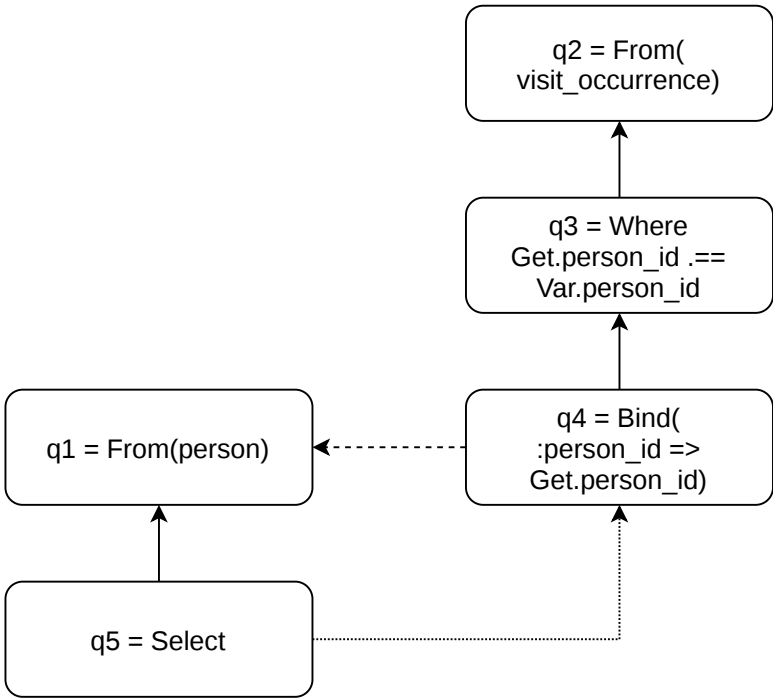 q2 = From(
visit_occurrence)
q3 = Where
Get.person_id .==
Var.person_id
q1 = From(person)
q4 = Bind(
:person_id =>
Get.person_id)
q5 = Select